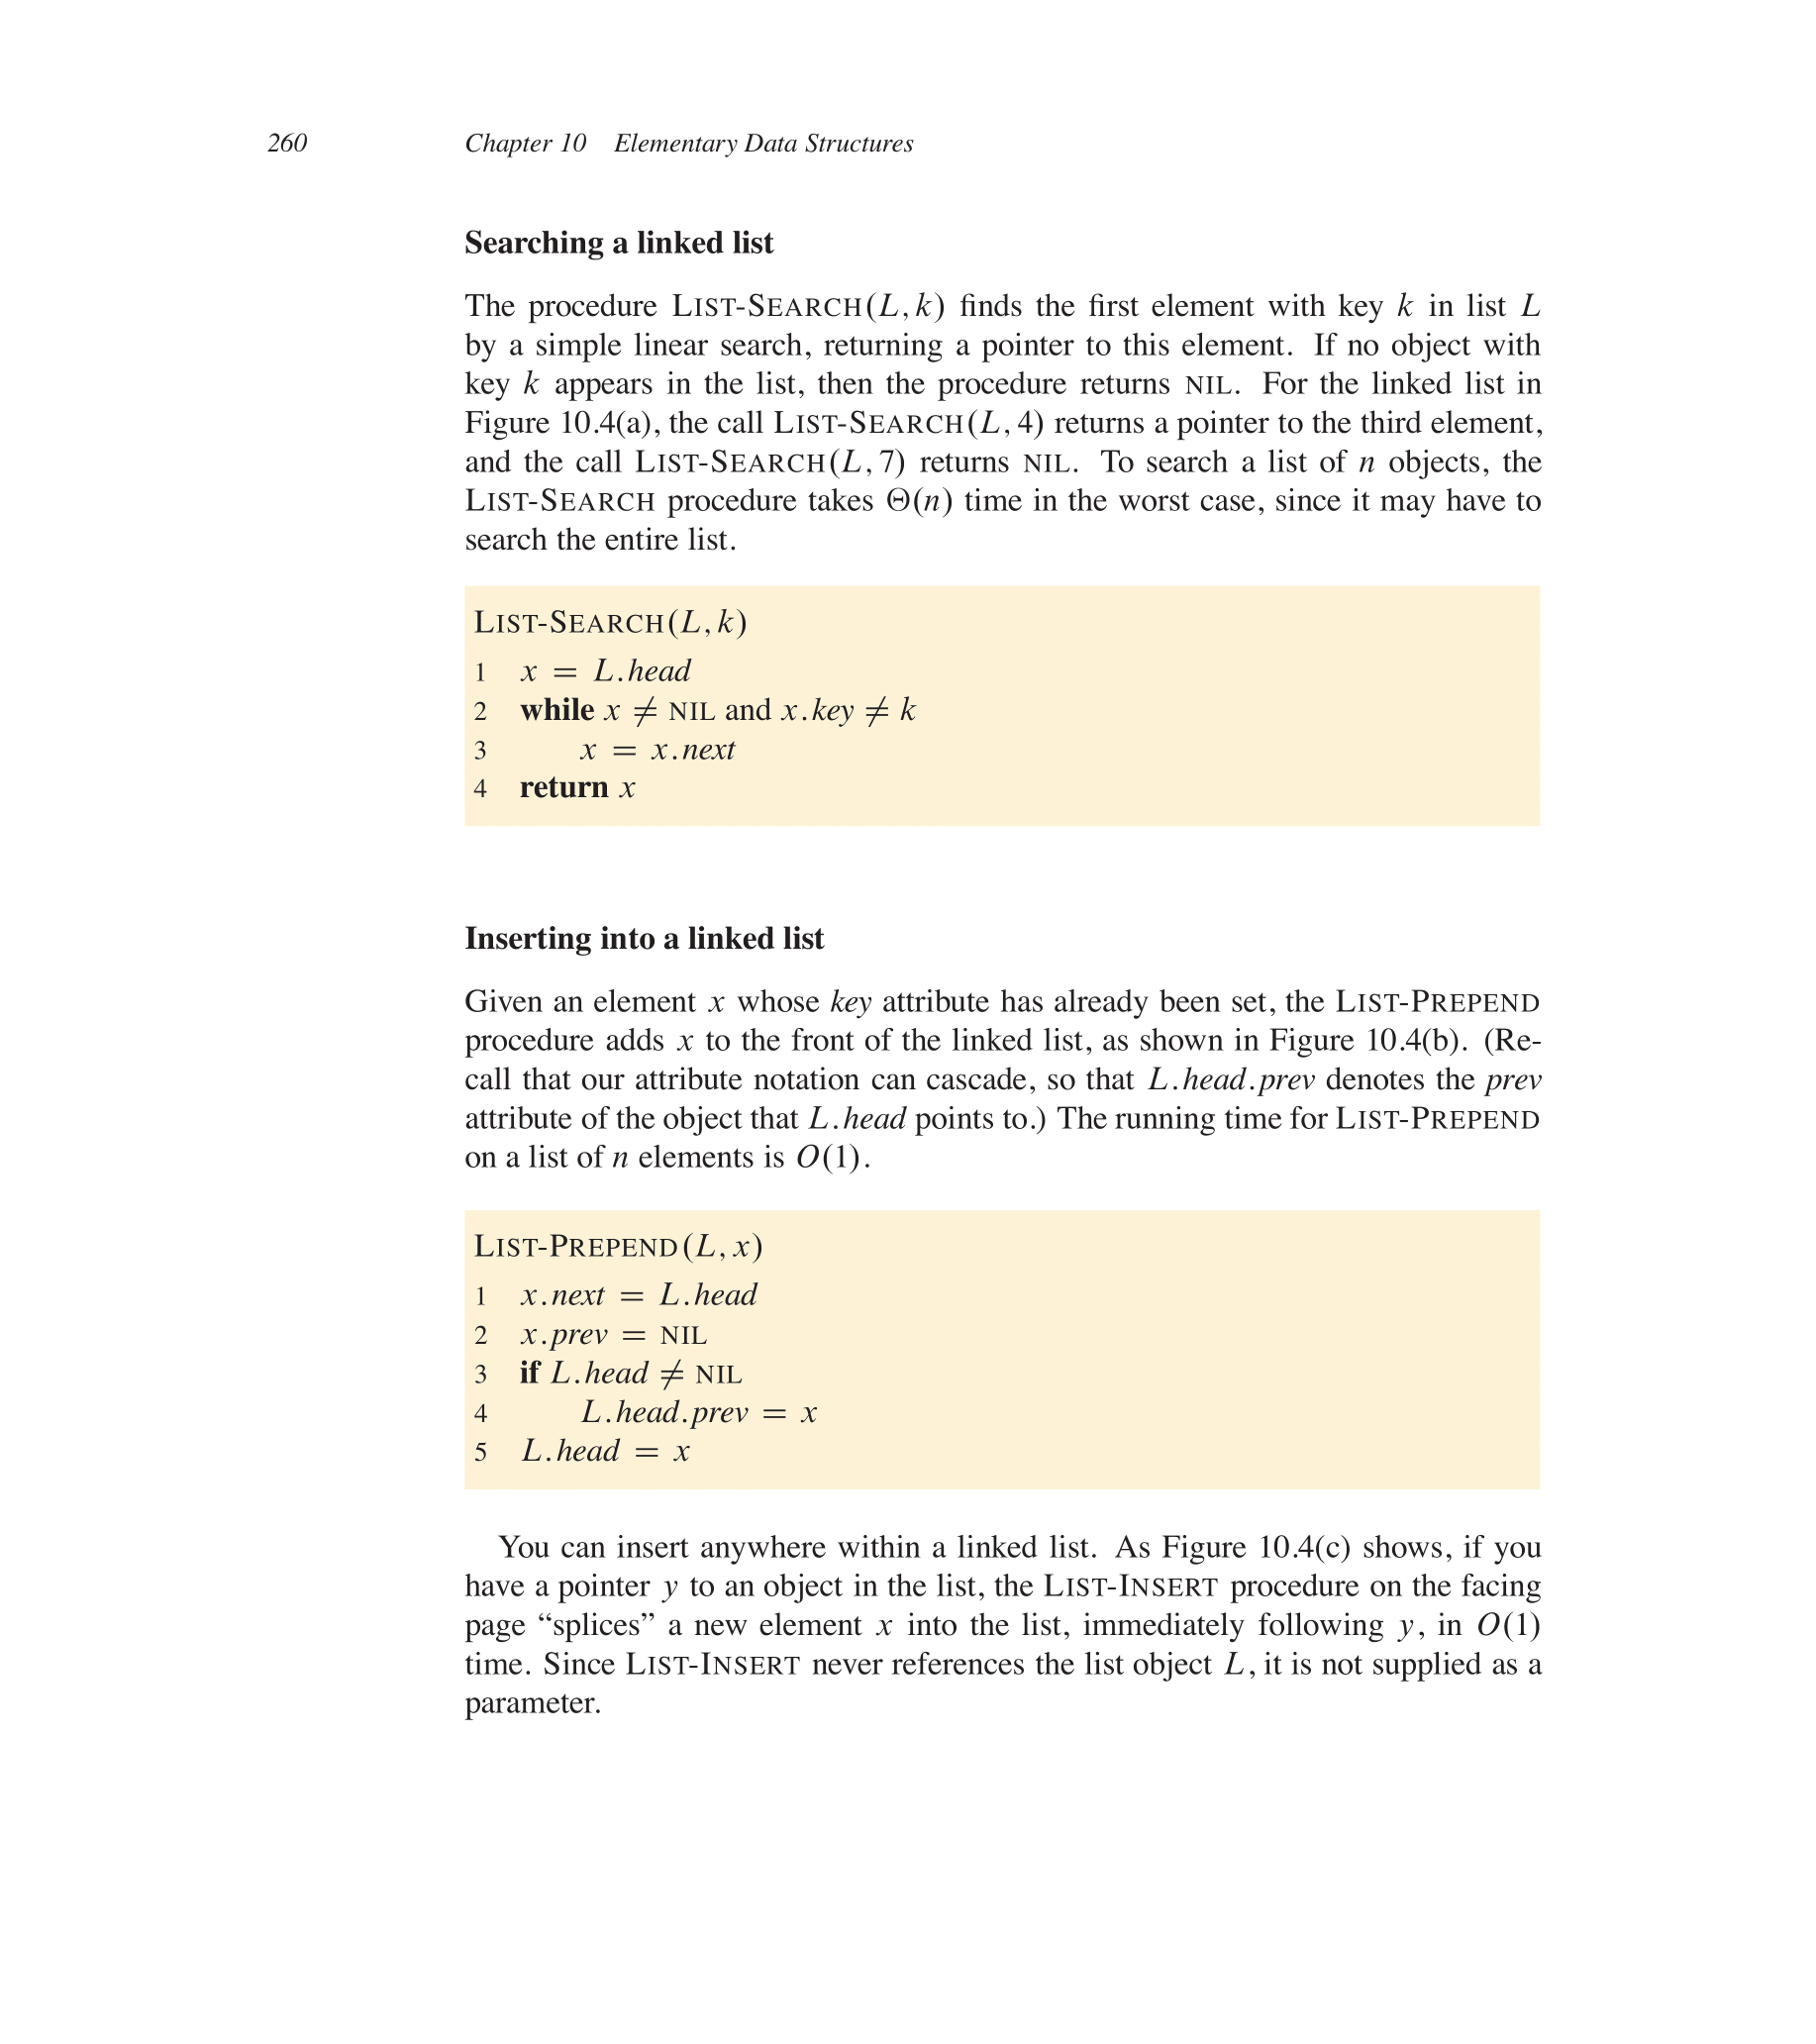 260 Chapter 10 Elementary Data Structures
Searching a linked list
The procedure LIST-SEARCH(L, k) finds the first element with key k in list L
by a simple linear search, returning a pointer to this element. If no object with
key k appears in the list, then the procedure returns NIL. For the linked list in
Figure 10.4(a), the call LIST-SEARCH(L, 4) returns a pointer to the third element,
and the call LIST-SEARCH(L, 7) returns NIL. To search a list of n objects, the
LIST-SEARCH procedure takes Θ(n) time in the worst case, since it may have to
search the entire list.
LIST-SEARCH(L, k)
1 x = L.head
2 while x ≠ NIL and x.key ≠ k
3 x = x.next
4 return x
Inserting into a linked list
Given an element x whose key attribute has already been set, the LIST-PREPEND
procedure adds x to the front of the linked list, as shown in Figure 10.4(b). (Re-
call that our attribute notation can cascade, so that L.head.prev denotes the prev
attribute of the object that L.head points to.) The running time for LIST-PREPEND
on a list of n elements is O(1).
LIST-PREPEND(L, x)
1 x.next = L.head
2 x.prev = NIL
3 if L.head ≠ NIL
4 L.head.prev = x
5 L.head = x
You can insert anywhere within a linked list. As Figure 10.4(c) shows, if you
have a pointer y to an object in the list, the LIST-INSERT procedure on the facing
page “splices” a new element x into the list, immediately following y, in O(1)
time. Since LIST-INSERT never references the list object L, it is not supplied as a
parameter.